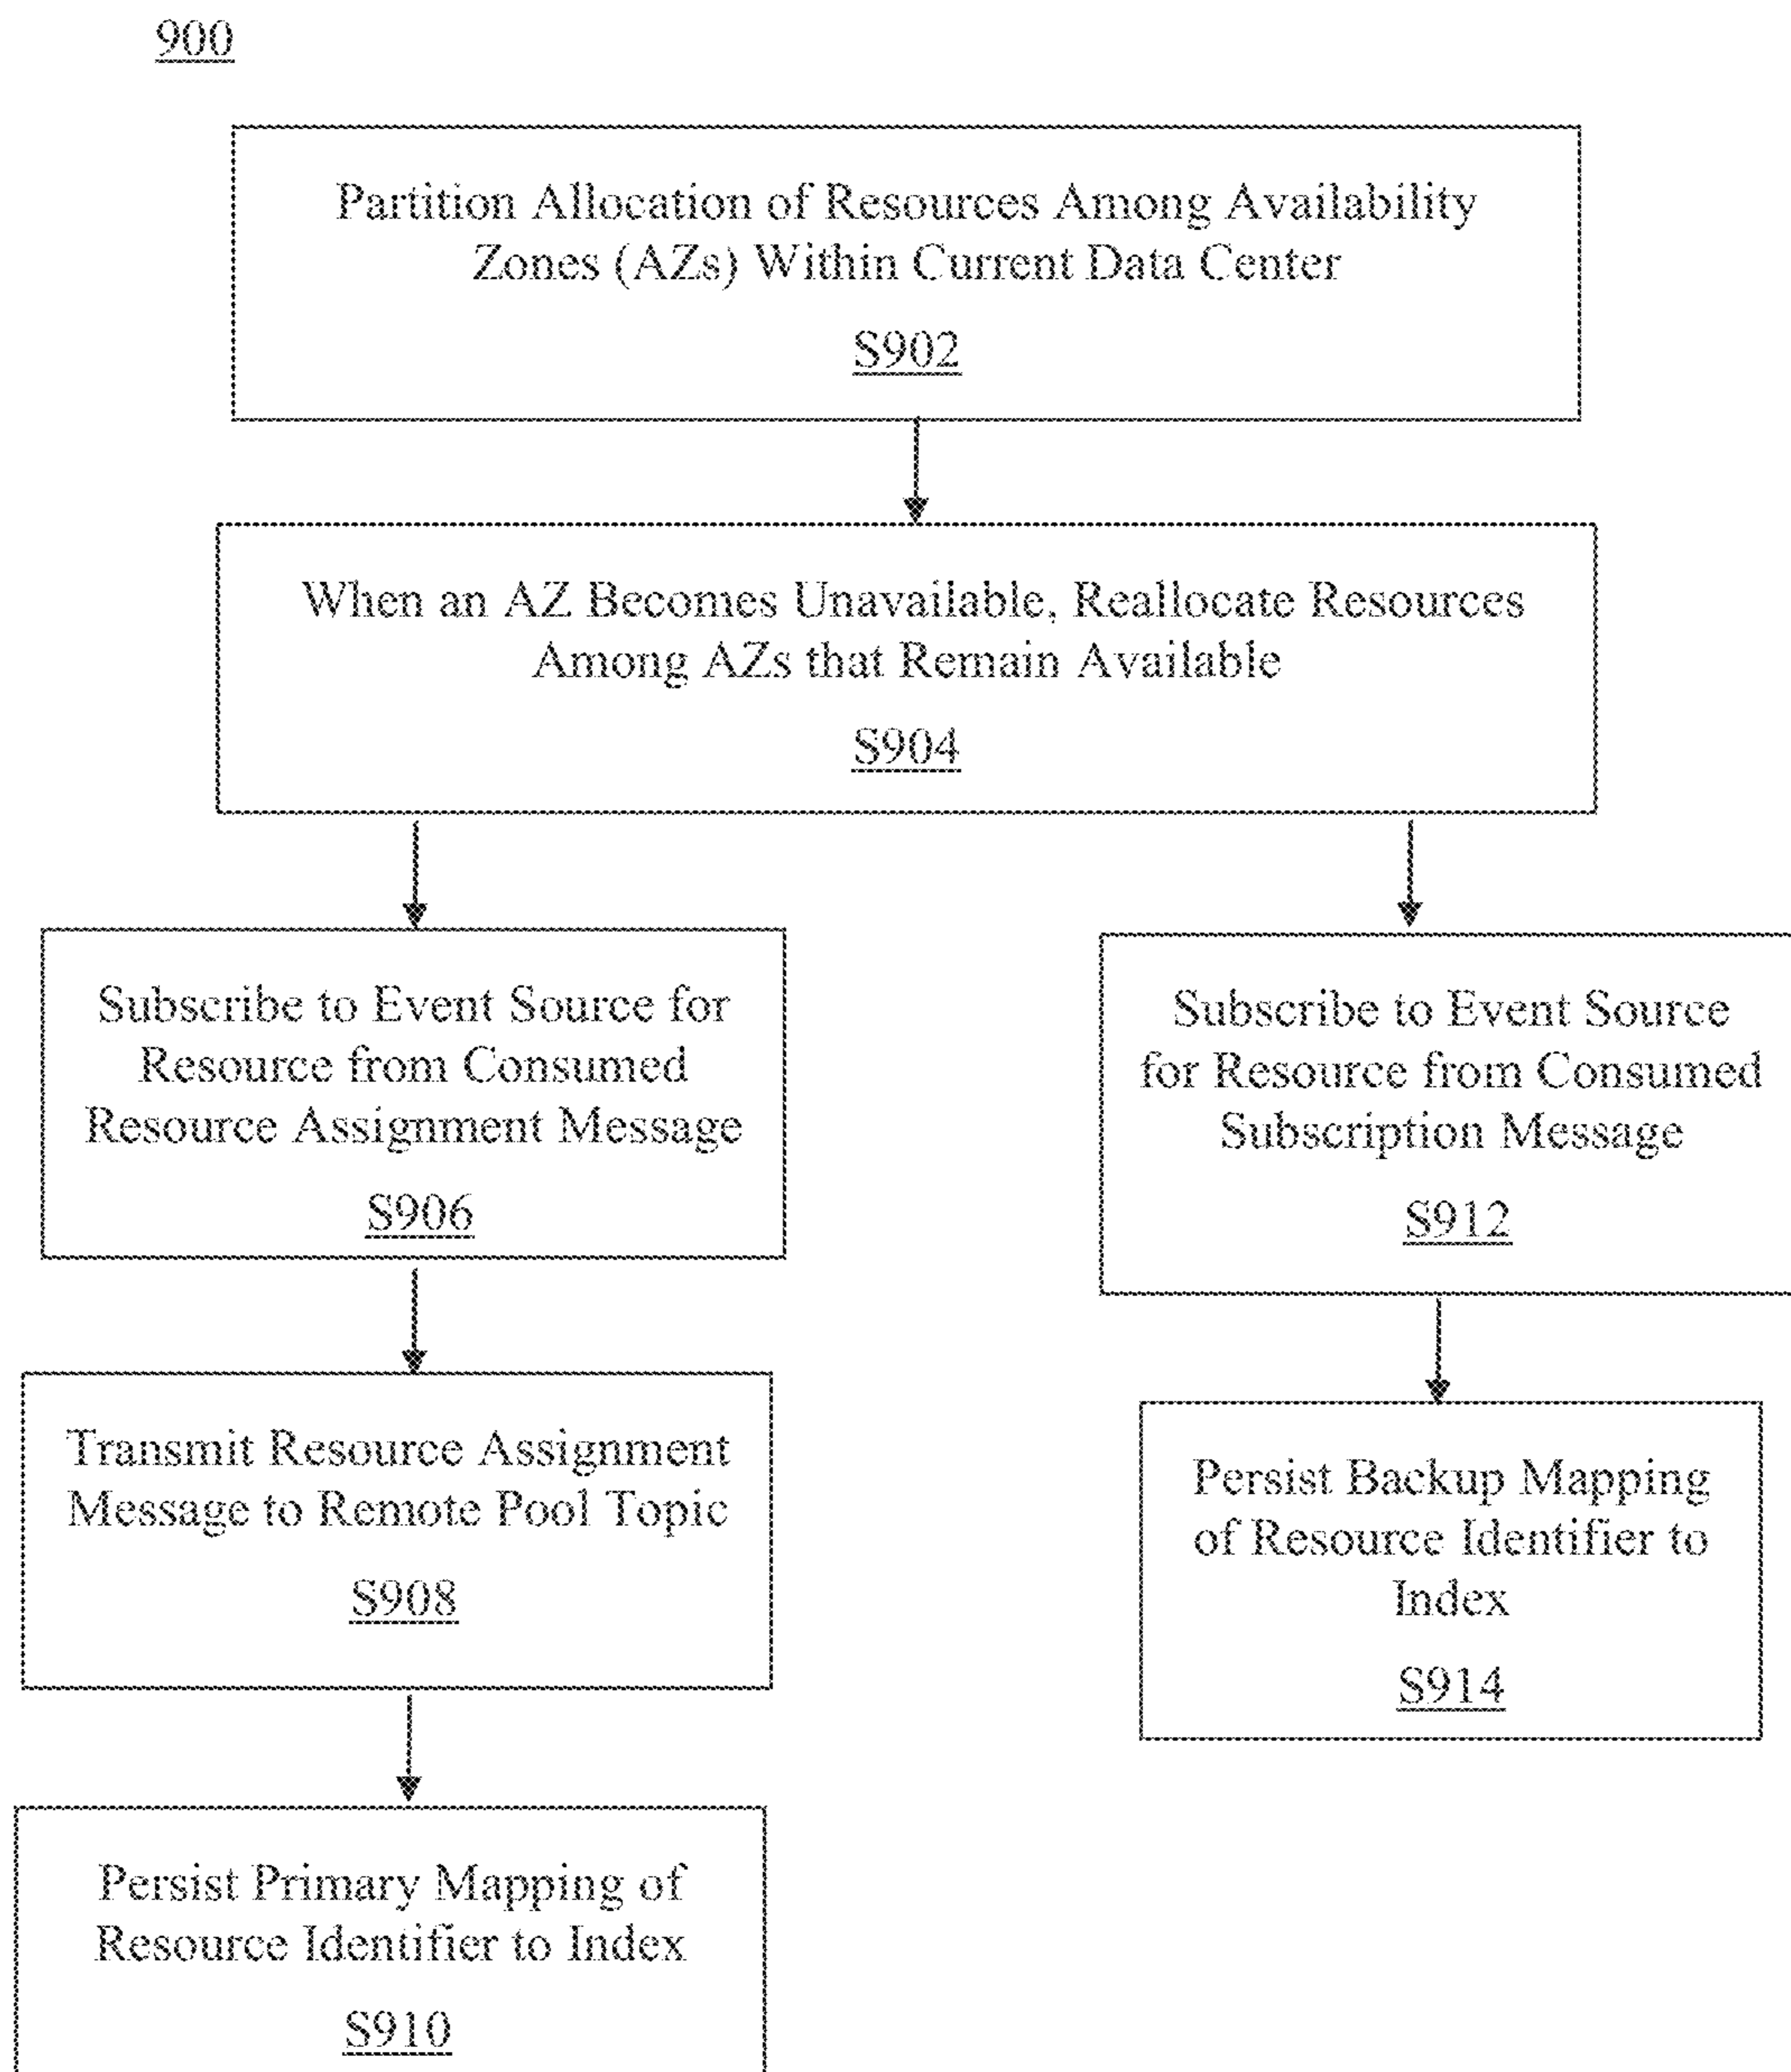 900
Partition Allocation of Resources Among Availability
Zones (AZs) Within Current Data Center
S902
When an AZ Becomes Unavailable, Reallocate Resources
Among AZs that Remain Available
S904
Subscribe to Event Source for
Resource from Consumed
Resource Assignment Message
S906
Subscribe to Event Source
for Resource from Consumed
Subscription Message
S912
Transmit Resource Assignment
Message to Remote Pool Topic
S908
Persist Backup Mapping
of Resource Identifier to
Index
S914
Persist Primary Mapping of
Resource Identifier to Index
S910